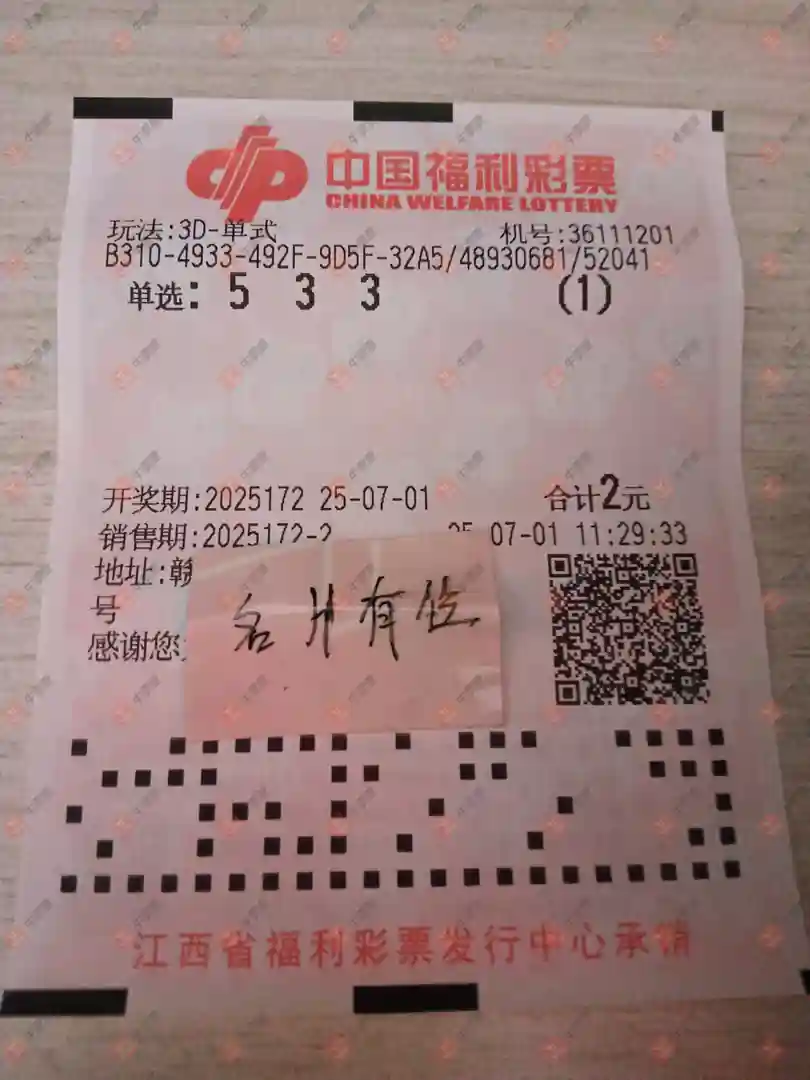 中国福利彩票
CHINA WELFARE LOTTERY
玩法:3D-单式 机号:36111201
B310-4933-492F-9D5F-32A5/48930681/52041
单选: 5 3 3 (1)
开奖期:2025172 25-07-01 合计2元
销售期:2025172-2 25-07-01 11:29:33
地址:赣
号
感谢您
有位
江西省福利彩票发行中心承销